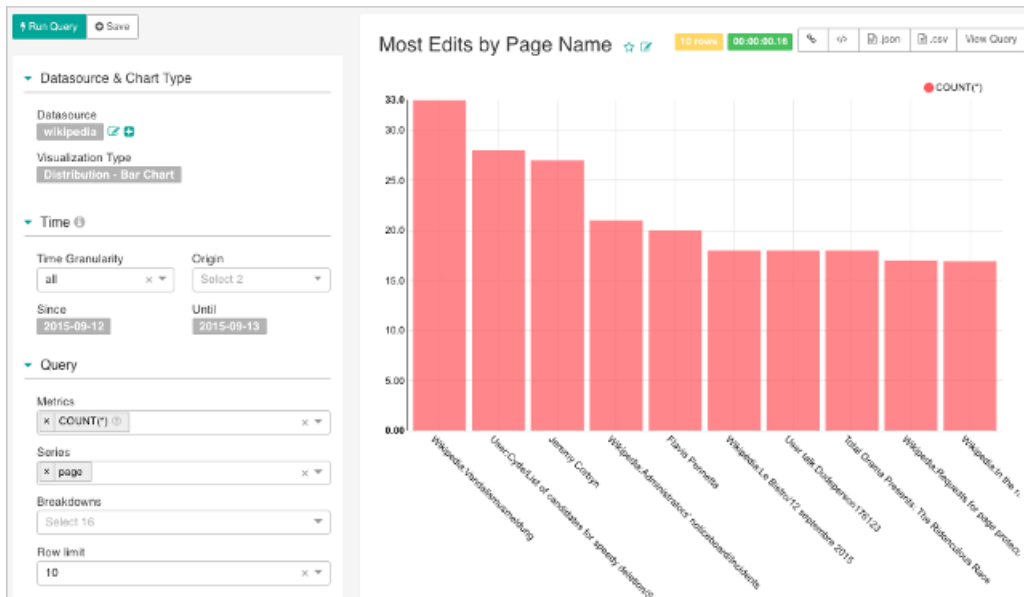 Run Query
Save
Datasource & Chart Type
Datasource
wikipedia
Visualization Type
Distribution - Bar Chart
Time
Time Granularity
Origin
all
Select 2
Since
Until
2015-09-12
2015-09-13
Query
Metrics
COUNT(*)
Series
page
Breakdowns
Select 16
Row limit
10
Most Edits by Page Name
10 rows
00:00:00.16
.json
.csv
View Query
COUNT(*)
33.0
30.0
25.0
20.0
15.0
10.0
5.00
0.00
Wikipedia:Vandalismusmeldung
User:Cyde/List of candidates for speedy deletion/
Jeremy Corbyn
Wikipedia:Administrators' noticeboard/Incidents
Flavia Pennetta
Wikipedia:Le Bistro/12 septembre 2015
User talk:Dudeperson176123
Total Drama Presents: The Ridonculous Race
Wikipedia:Requests for page protec
Wikipedia:In the